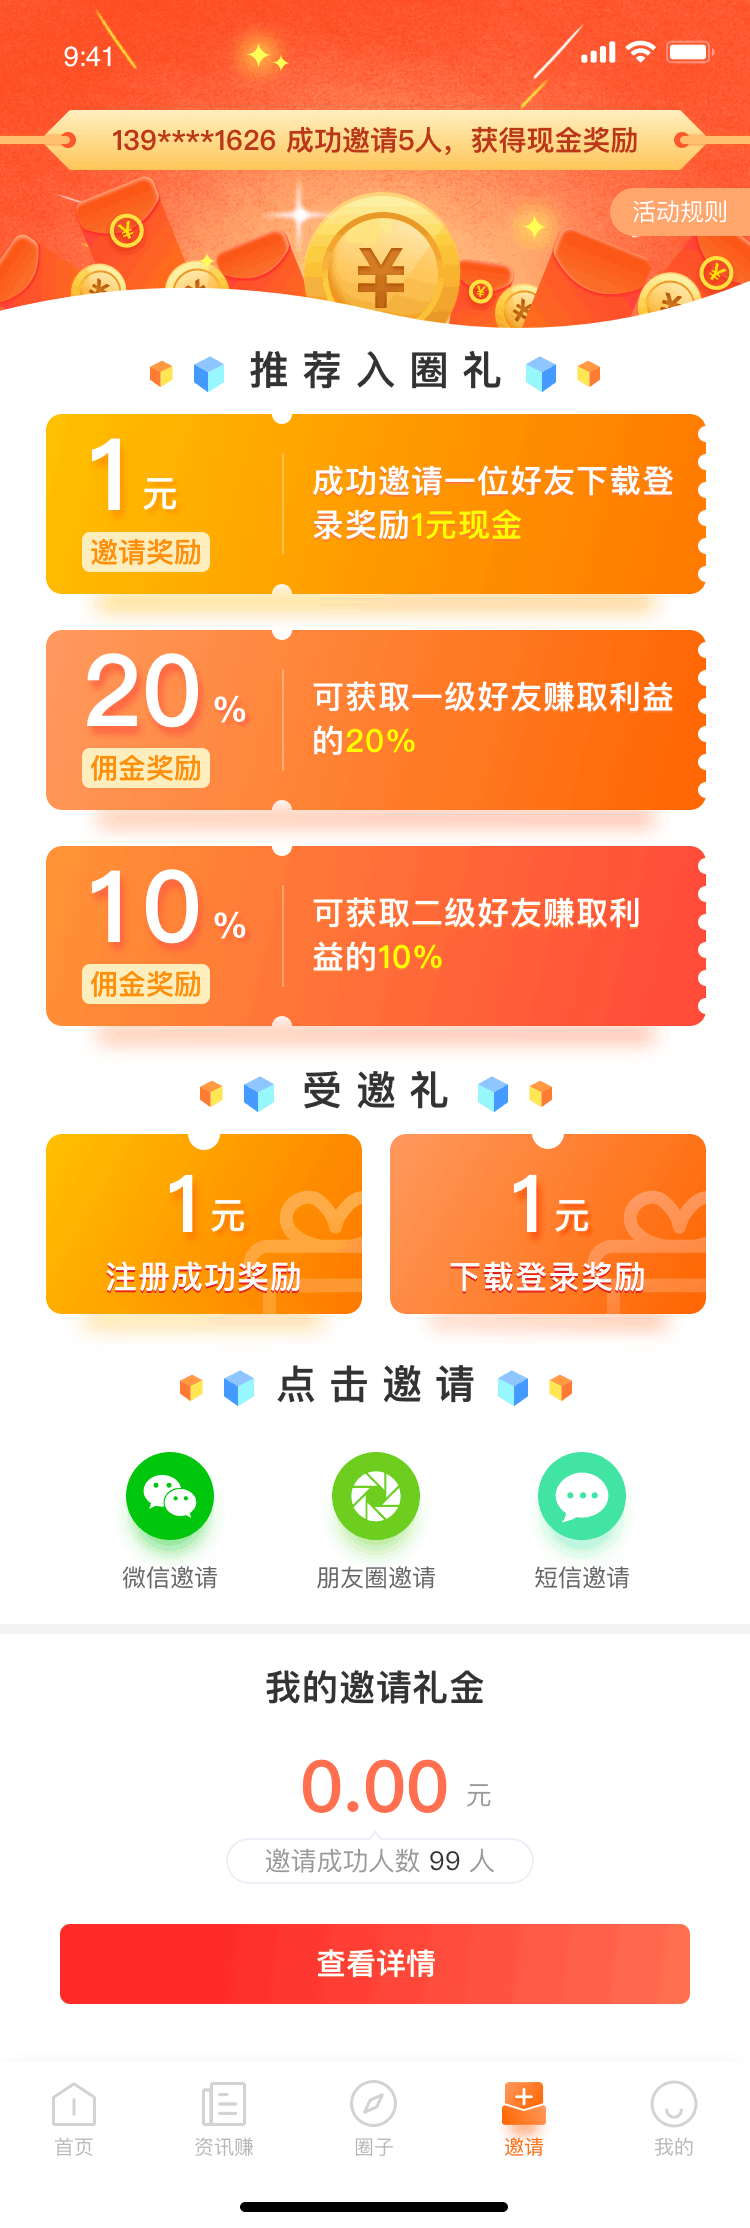 9:41
139****1626 成功邀请5人，获得现金奖励
活动规则
推荐入圈礼
1元
邀请奖励
成功邀请一位好友下载登
录奖励1元现金
20%
佣金奖励
可获取一级好友赚取利益
的20%
10%
佣金奖励
可获取二级好友赚取利
益的10%
受邀礼
1元
注册成功奖励
1元
下载登录奖励
点击邀请
微信邀请
朋友圈邀请
短信邀请
我的邀请礼金
0.00 元
邀请成功人数 99 人
查看详情
首页
资讯赚
圈子
邀请
我的